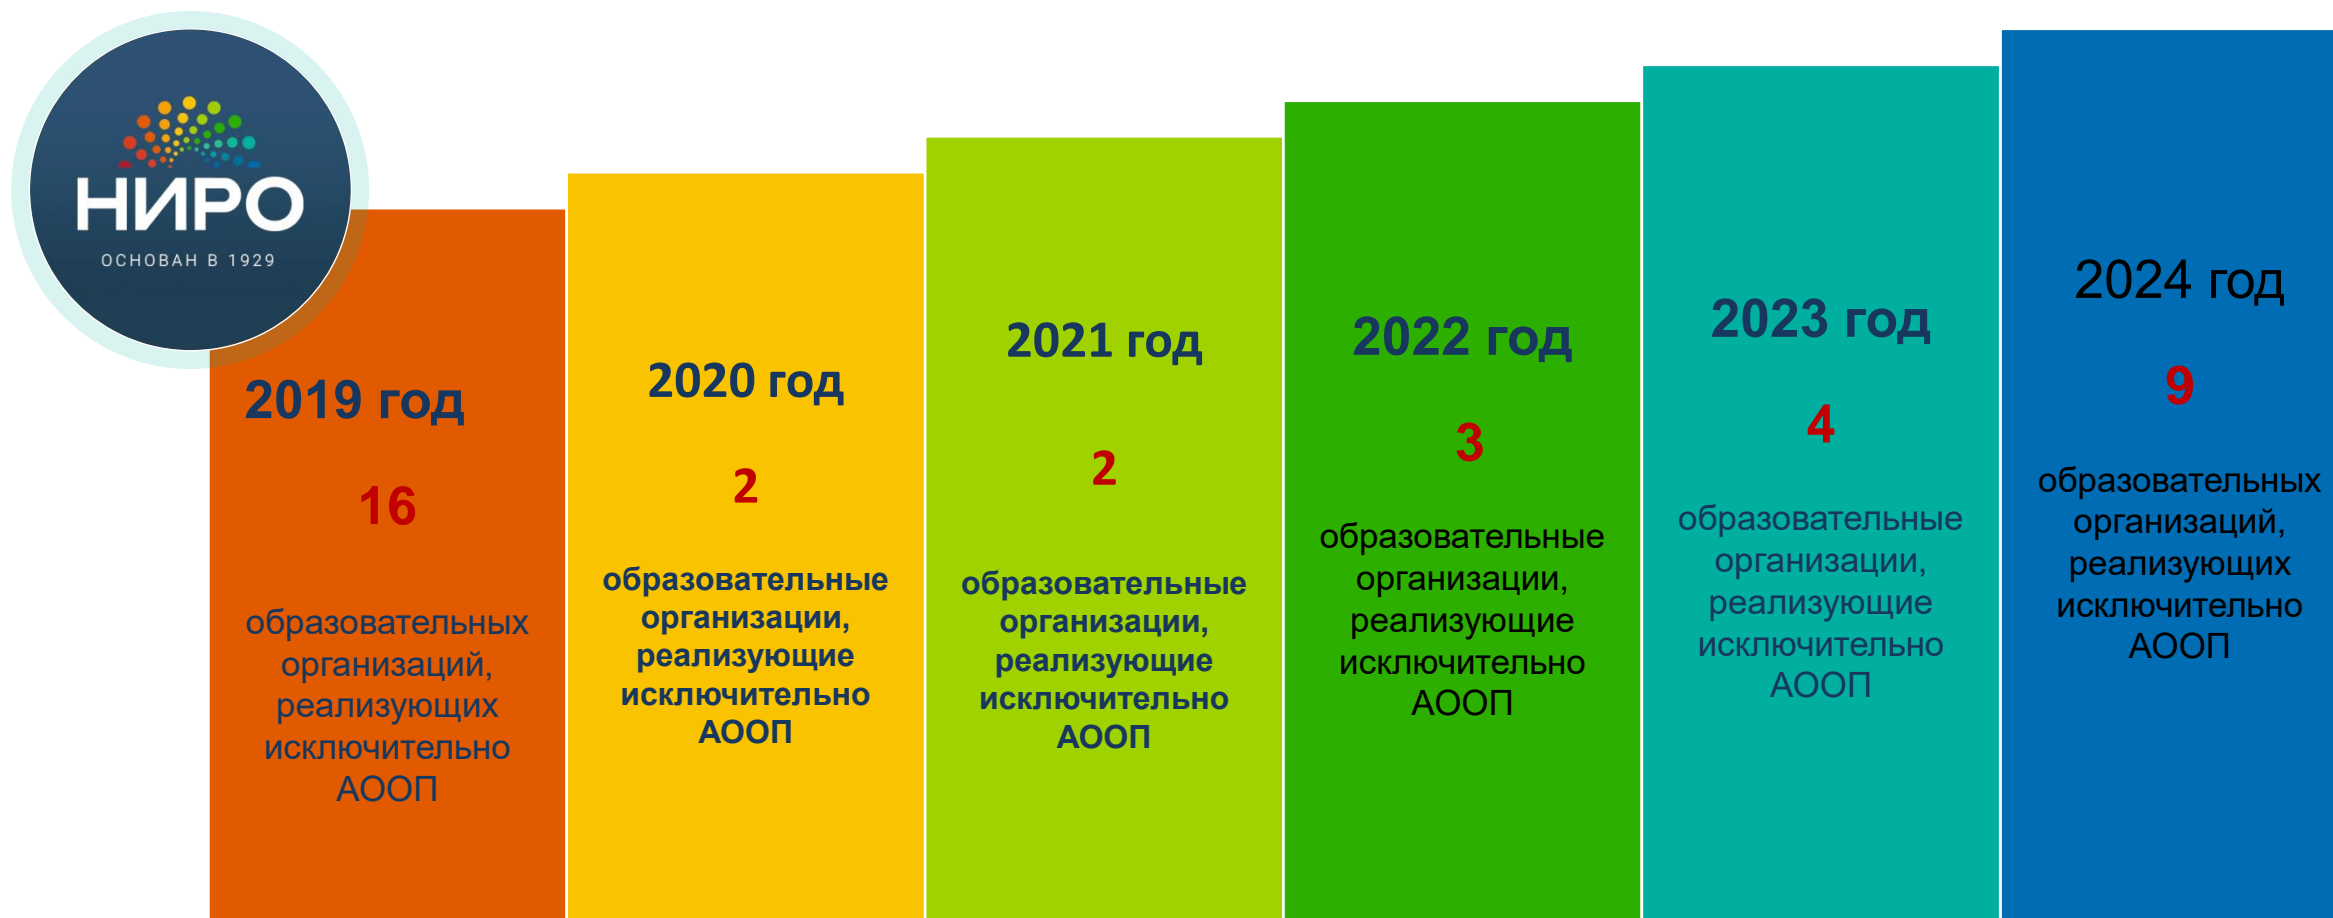 НИРО
ОСНОВАН В 1929
2019 год
16
образовательных
организаций,
реализующих
исключительно
АООП
2020 год
2
образовательные
организации,
реализующие
исключительно
АООП
2021 год
2
образовательные
организации,
реализующие
исключительно
АООП
2022 год
3
образовательные
организации,
реализующие
исключительно
АООП
2023 год
4
образовательные
организации,
реализующие
исключительно
АООП
2024 год
9
образовательных
организаций,
реализующих
исключительно
АООП